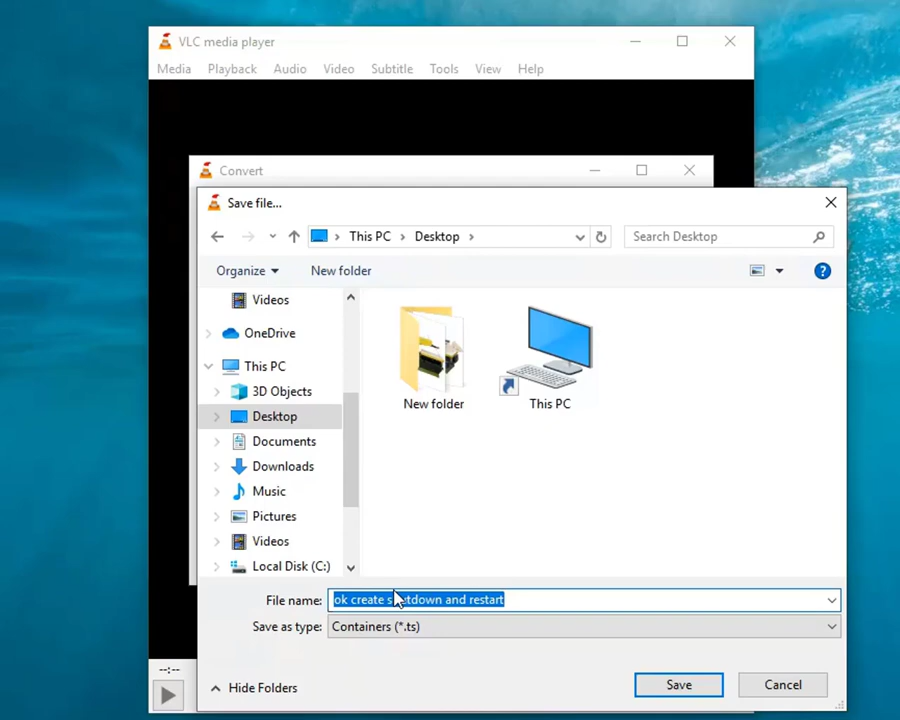 VLC media player
Media Playback Audio Video Subtitle Tools View Help
Convert
Save file...
This PC > Desktop >
Search Desktop
Organize
New folder
?
Videos
OneDrive
This PC
3D Objects
Desktop
Documents
Downloads
Music
Pictures
Videos
Local Disk (C:)
New folder
This PC
File name: ok create shutdown and restart
Save as type: Containers (*.ts)
Hide Folders
Save
Cancel
--:--